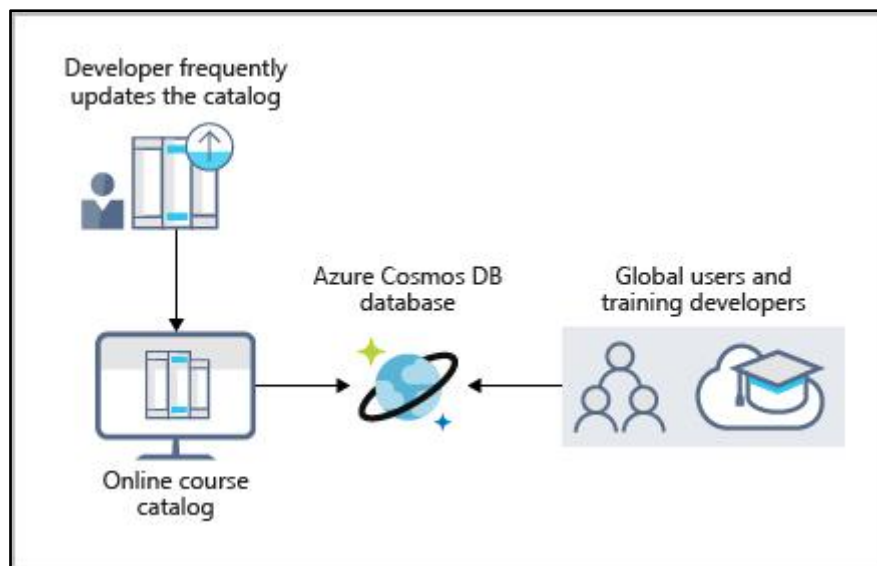 Developer frequently
updates the catalog
Azure Cosmos DB
database
Global users and
training developers
Online course
catalog